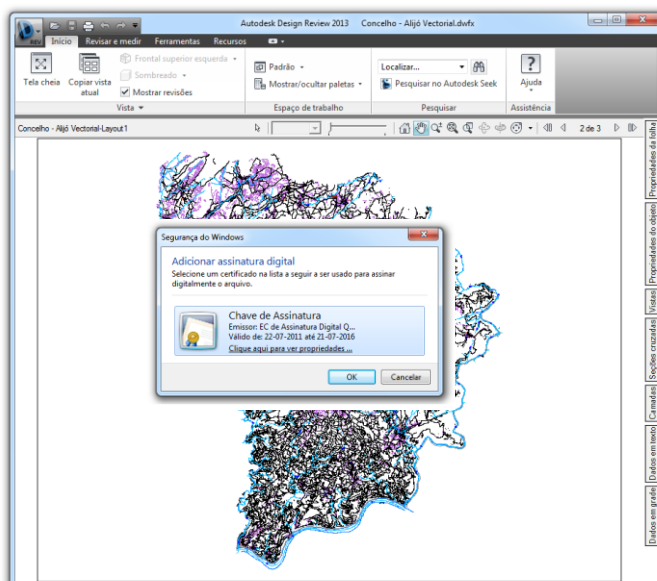 Autodesk Design Review 2013 Concelho - Alijó Vectorial.dwfx
REV
Início Revisar e medir Ferramentas Recursos
Tela cheia
Copiar vista atual
Frontal superior esquerda
Sombreado
Mostrar revisões
Vista
Padrão
Mostrar/ocultar paletas
Espaço de trabalho
Localizar...
Pesquisar no Autodesk Seek
Pesquisar
Ajuda
Assistência
Concelho - Alijó Vectorial-Layout1
2 de 3
Segurança do Windows
Adicionar assinatura digital
Selecione um certificado na lista a seguir a ser usado para assinar
digitalmente o arquivo.
Chave de Assinatura
Emissor: EC de Assinatura Digital Q...
Válido de: 22-07-2011 até 21-07-2016
Clique aqui para ver propriedades ...
OK Cancelar
Propriedades da folha
Propriedades do objeto
Vistas
Seções cruzadas
Camadas
Dados em texto
Dados em grade